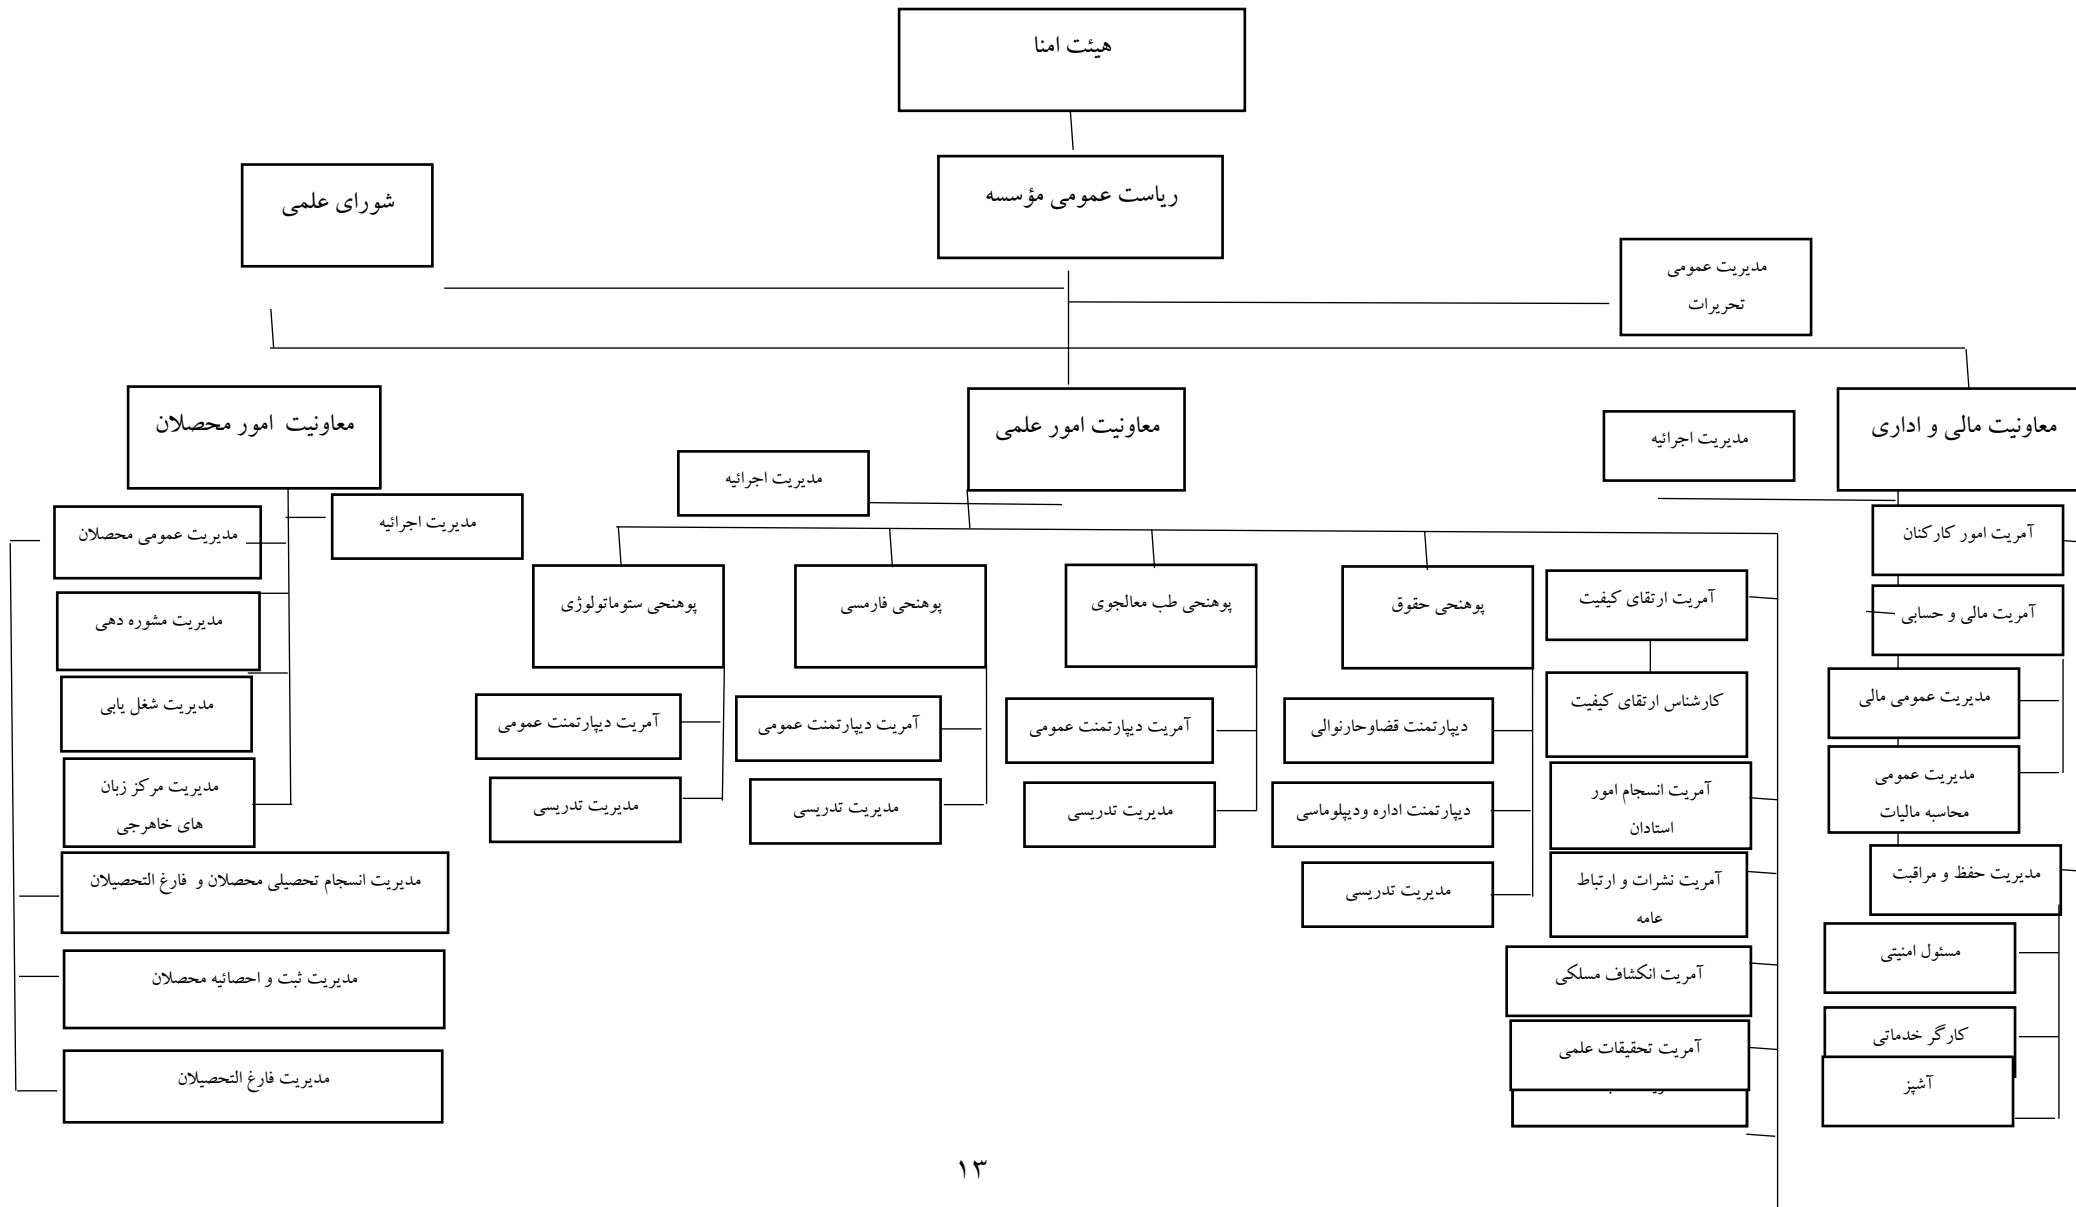 هیئت امنا
ریاست عمومی مؤسسه
شورای علمی
مدیریت عمومی
تحریرات
معاونیت مالی و اداری
معاونیت امور علمی
معاونیت امور محصلان
مدیریت اجرائیه
مدیریت اجرائیه
مدیریت اجرائیه
آمریت امور کارکنان
آمریت مالی و حسابی
مدیریت عمومی مالی
مدیریت عمومی
محاسبه مالیات
مدیریت حفظ و مراقبت
مسئول امنیتی
کارگر خدماتی
آشپز
آمریت ارتقای کیفیت
کارشناس ارتقای کیفیت
آمریت انسجام امور
استادان
آمریت نشرات و ارتباط
عامه
آمریت انکشاف مسلکی
آمریت تحقیقات علمی
پوهنحی حقوق
دیپارتمنت قضاوحارنوالی
دیپارتمنت اداره ودیپلوماسی
مدیریت تدریسی
پوهنحی طب معالجوی
آمریت دیپارتمنت عمومی
مدیریت تدریسی
پوهنحی فارمسی
آمریت دیپارتمنت عمومی
مدیریت تدریسی
پوهنحی ستوماتولوژی
آمریت دیپارتمنت عمومی
مدیریت تدریسی
مدیریت عمومی محصلان
مدیریت مشوره دهی
مدیریت شغل یابی
مدیریت مرکز زبان
های خاهرجی
مدیریت انسجام تحصیلی محصلان و فارغ التحصیلان
مدیریت ثبت و احصائیه محصلان
مدیریت فارغ التحصیلان
۱۳